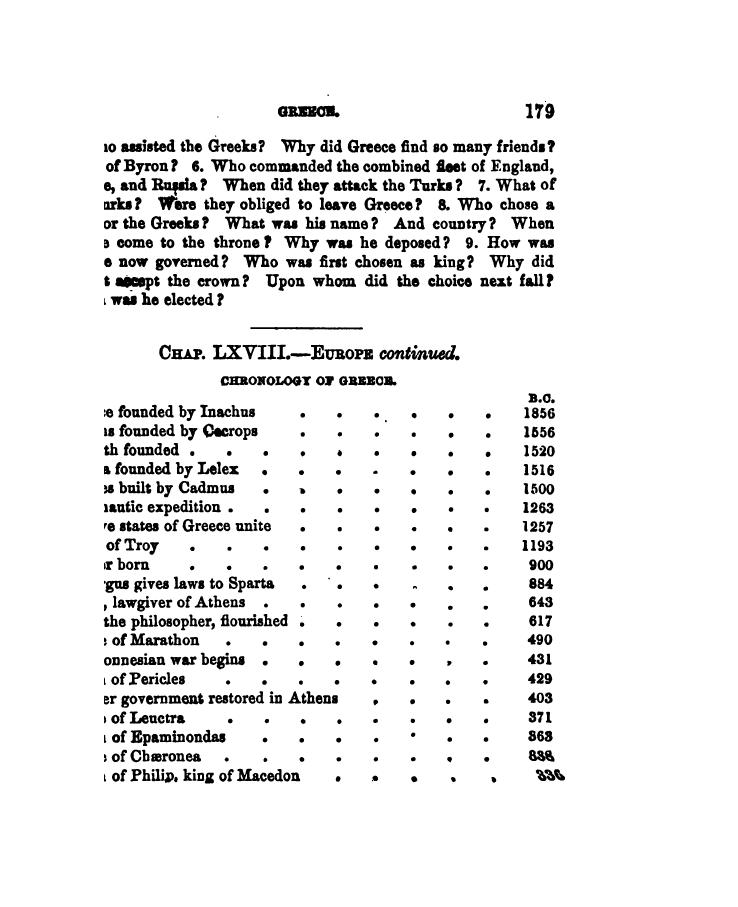 GREECE. 179
assisted the Greeks? Why did Greece find so many friends?
of Byron? 6. Who commanded the combined fleet of England,
and Russia? When did they attack the Turks? 7. What of
Were they obliged to leave Greece? 8. Who chose a
or the Greeks? What was his name? And country? When
come to the throne? Why was he deposed? 9. How was
now governed? Who was first chosen as king? Why did
accept the crown? Upon whom did the choice next fall?
was he elected?
CHAP. LXVIII.—EUROPE continued.
CHRONOLOGY OF GREECE.
B.C.
founded by Inachus . . . . . . 1856
founded by Cecrops . . . . . . 1556
th founded . . . . . . . . . 1520
founded by Lelex . . . . . . . 1516
built by Cadmus . . . . . . . 1500
nautic expedition . . . . . . . . 1263
states of Greece unite . . . . . . 1257
of Troy . . . . . . . . . 1193
born . . . . . . . . . 900
gus gives laws to Sparta . . . . . . 884
, lawgiver of Athens . . . . . . . 643
the philosopher, flourished . . . . . . 617
of Marathon . . . . . . . . 490
onnesian war begins . . . . . . . 431
of Pericles . . . . . . . . 429
er government restored in Athens . . . . 403
of Leuctra . . . . . . . . 371
of Epaminondas . . . . . . . 363
of Chæronea . . . . . . . . 338
of Philip, king of Macedon . . . . . 336